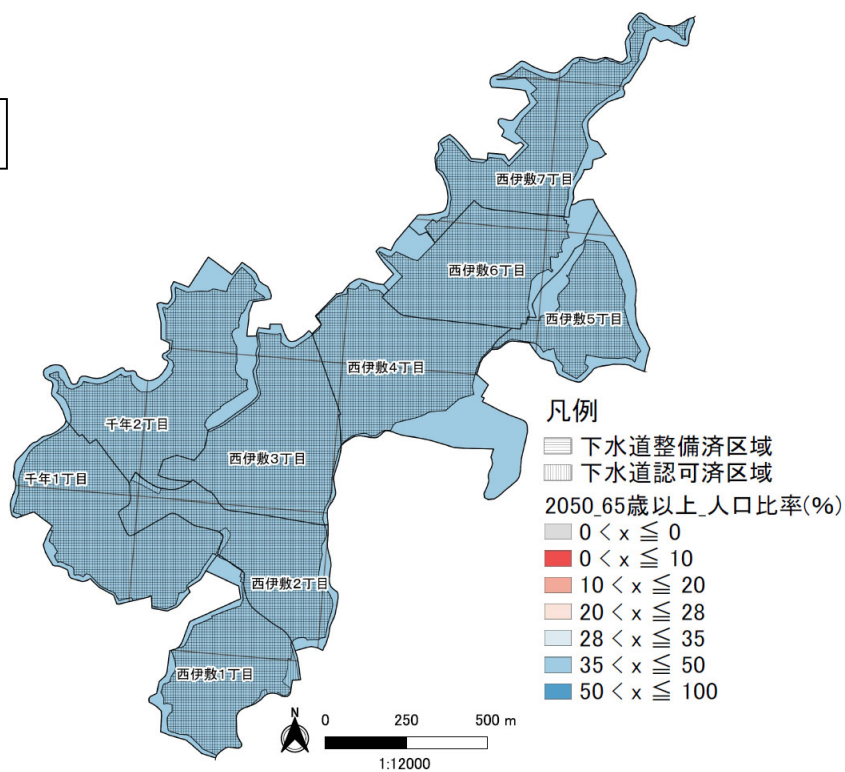 西伊敷7丁目
西伊敷6丁目
西伊敷5丁目
西伊敷4丁目
千年2丁目
西伊敷3丁目
千年1丁目
西伊敷2丁目
西伊敷1丁目
凡例
下水道整備済区域
下水道認可済区域
2050_65歳以上_人口比率(%)
0 < x ≦ 0
0 < x ≦ 10
10 < x ≦ 20
20 < x ≦ 28
28 < x ≦ 35
35 < x ≦ 50
50 < x ≦ 100
N
0 250 500 m
1:12000